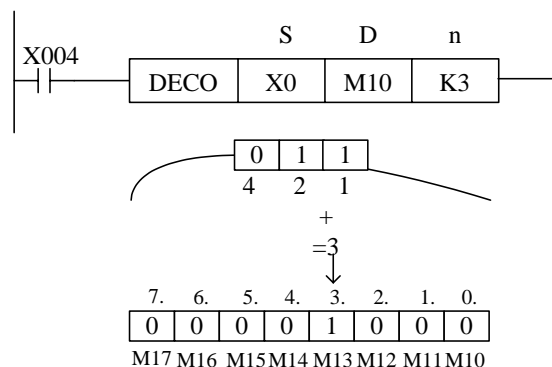 S D n
X004
DECO X0 M10 K3
0 1 1
4 2 1
+
=3
7. 6. 5. 4. 3. 2. 1. 0.
0 0 0 0 1 0 0 0
M17 M16 M15 M14 M13 M12 M11 M10